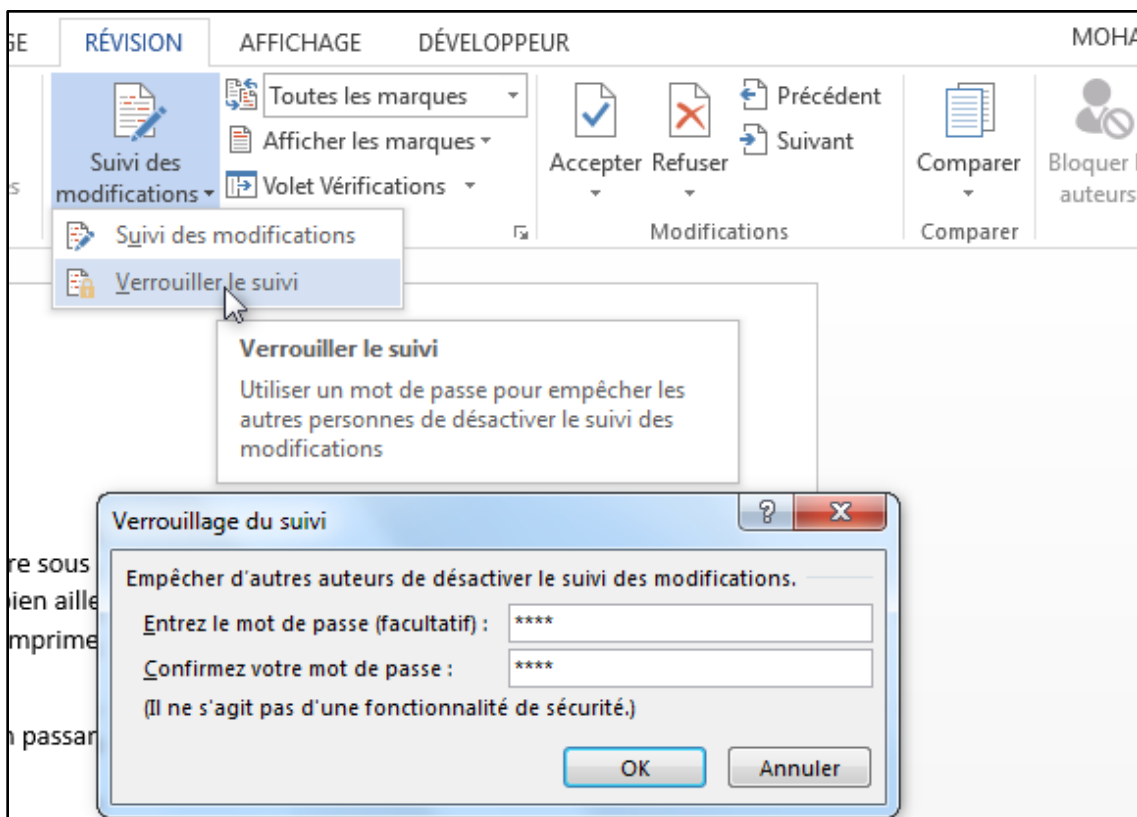 GE RÉVISION AFFICHAGE DÉVELOPPEUR MOHA
Toutes les marques
Afficher les marques
Volet Vérifications
Suivi des
modifications
Accepter Refuser
Précédent
Suivant
Comparer
Bloquer l
auteurs
es
Modifications
Comparer
Suivi des modifications
Verrouiller le suivi
Verrouiller le suivi
Utiliser un mot de passe pour empêcher les
autres personnes de désactiver le suivi des
modifications
Verrouillage du suivi
re sous
Empêcher d'autres auteurs de désactiver le suivi des modifications.
bien aille
Entrez le mot de passe (facultatif) : ****
mprime
Confirmez votre mot de passe : ****
(Il ne s'agit pas d'une fonctionnalité de sécurité.)
n passar
OK Annuler